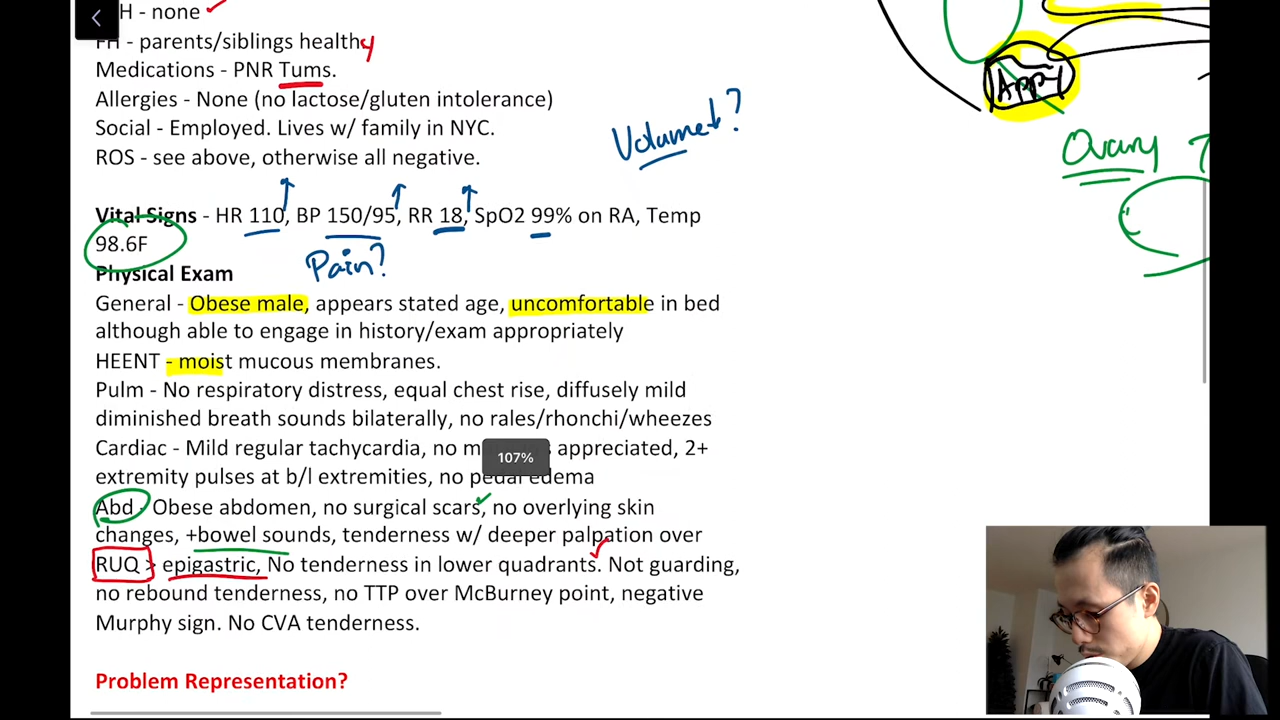 H - none
FH - parents/siblings healthy
Medications - PNR Tums.
Allergies - None (no lactose/gluten intolerance)
Social - Employed. Lives w/ family in NYC.
ROS - see above, otherwise all negative.
Volume↓?
App
Ovary
Vital Signs - HR 110, BP 150/95, RR 18, SpO2 99% on RA, Temp
98.6F
Pain?
Physical Exam
General - Obese male, appears stated age, uncomfortable in bed
although able to engage in history/exam appropriately
HEENT - moist mucous membranes.
Pulm - No respiratory distress, equal chest rise, diffusely mild
diminished breath sounds bilaterally, no rales/rhonchi/wheezes
Cardiac - Mild regular tachycardia, no appreciated, 2+
107%
extremity pulses at b/l extremities, no pedal edema
Abd - Obese abdomen, no surgical scars, no overlying skin
changes, +bowel sounds, tenderness w/ deeper palpation over
RUQ > epigastric, No tenderness in lower quadrants. Not guarding,
no rebound tenderness, no TTP over McBurney point, negative
Murphy sign. No CVA tenderness.
Problem Representation?